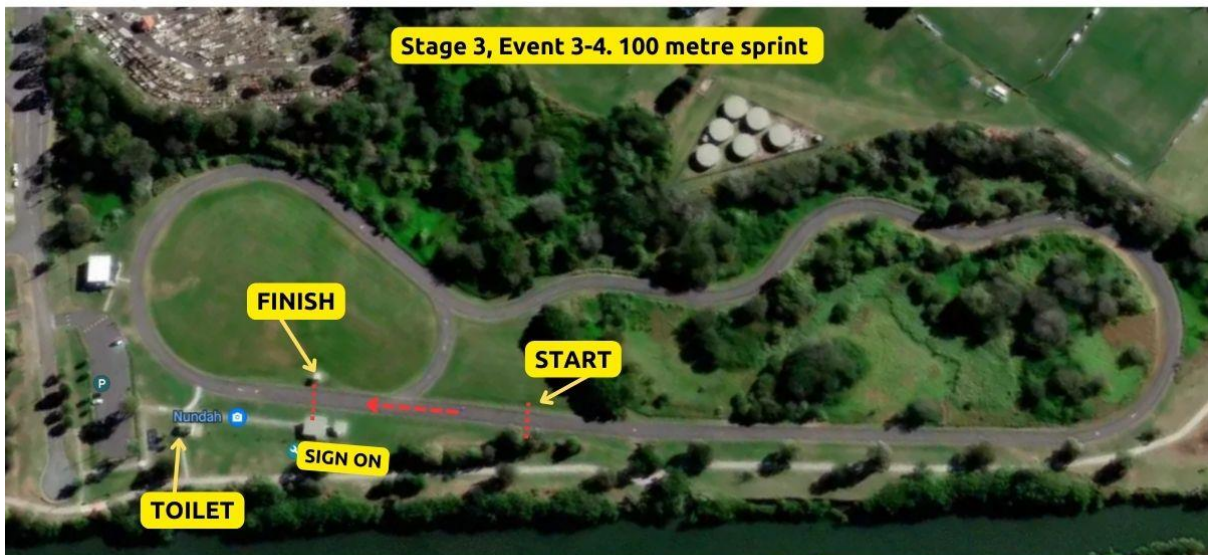 Stage 3, Event 3-4. 100 metre sprint
FINISH
START
P
Nundah
SIGN ON
TOILET